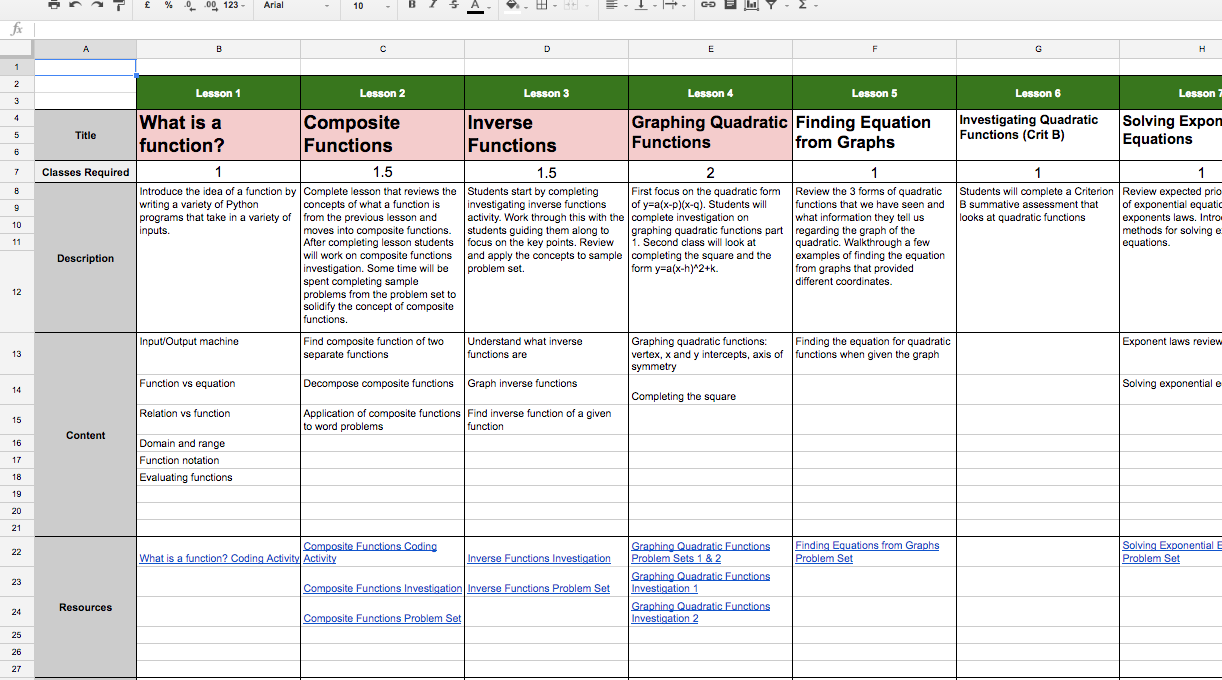 £ % .0 .00 123 Arial 10 B I S A Σ
fx
A B C D E F G H
1
2
3
Lesson 1 Lesson 2 Lesson 3 Lesson 4 Lesson 5 Lesson 6 Lesson 7
4
5
6
Title
What is a
function?
Composite
Functions
Inverse
Functions
Graphing Quadratic
Functions
Finding Equation
from Graphs
Investigating Quadratic
Functions (Crit B)
Solving Expon
Equations
7
Classes Required 1 1.5 1.5 2 1 1 1
8
9
10
11
12
Description
Introduce the idea of a function by
writing a variety of Python
programs that take in a variety of
inputs.
Complete lesson that reviews the
concepts of what a function is
from the previous lesson and
moves into composite functions.
After completing lesson students
will work on composite functions
investigation. Some time will be
spent completing sample
problems from the problem set to
solidify the concept of composite
functions.
Students start by completing
investigating inverse functions
activity. Work through this with the
students guiding them along to
focus on the key points. Review
and apply the concepts to sample
problem set.
First focus on the quadratic form
of y=a(x-p)(x-q). Students will
complete investigation on
graphing quadratic functions part
1. Second class will look at
completing the square and the
form y=a(x-h)^2+k.
Review the 3 forms of quadratic
functions that we have seen and
what information they tell us
regarding the graph of the
quadratic. Walkthrough a few
examples of finding the equation
from graphs that provided
different coordinates.
Students will complete a Criterion
B summative assessment that
looks at quadratic functions
Review expected prio
of exponential equatio
exponents laws. Intro
methods for solving e
equations.
13
14
15
16
17
18
19
20
21
Content
Input/Output machine
Function vs equation
Relation vs function
Domain and range
Function notation
Evaluating functions
Find composite function of two
separate functions
Decompose composite functions
Application of composite functions
to word problems
Understand what inverse
functions are
Graph inverse functions
Find inverse function of a given
function
Graphing quadratic functions:
vertex, x and y intercepts, axis of
symmetry
Completing the square
Finding the equation for quadratic
functions when given the graph
Exponent laws review
Solving exponential e
22
23
24
25
26
27
Resources
What is a function? Coding Activity
Composite Functions Coding
Activity
Composite Functions Investigation
Composite Functions Problem Set
Inverse Functions Investigation
Inverse Functions Problem Set
Graphing Quadratic Functions
Problem Sets 1 & 2
Graphing Quadratic Functions
Investigation 1
Graphing Quadratic Functions
Investigation 2
Finding Equations from Graphs
Problem Set
Solving Exponential E
Problem Set